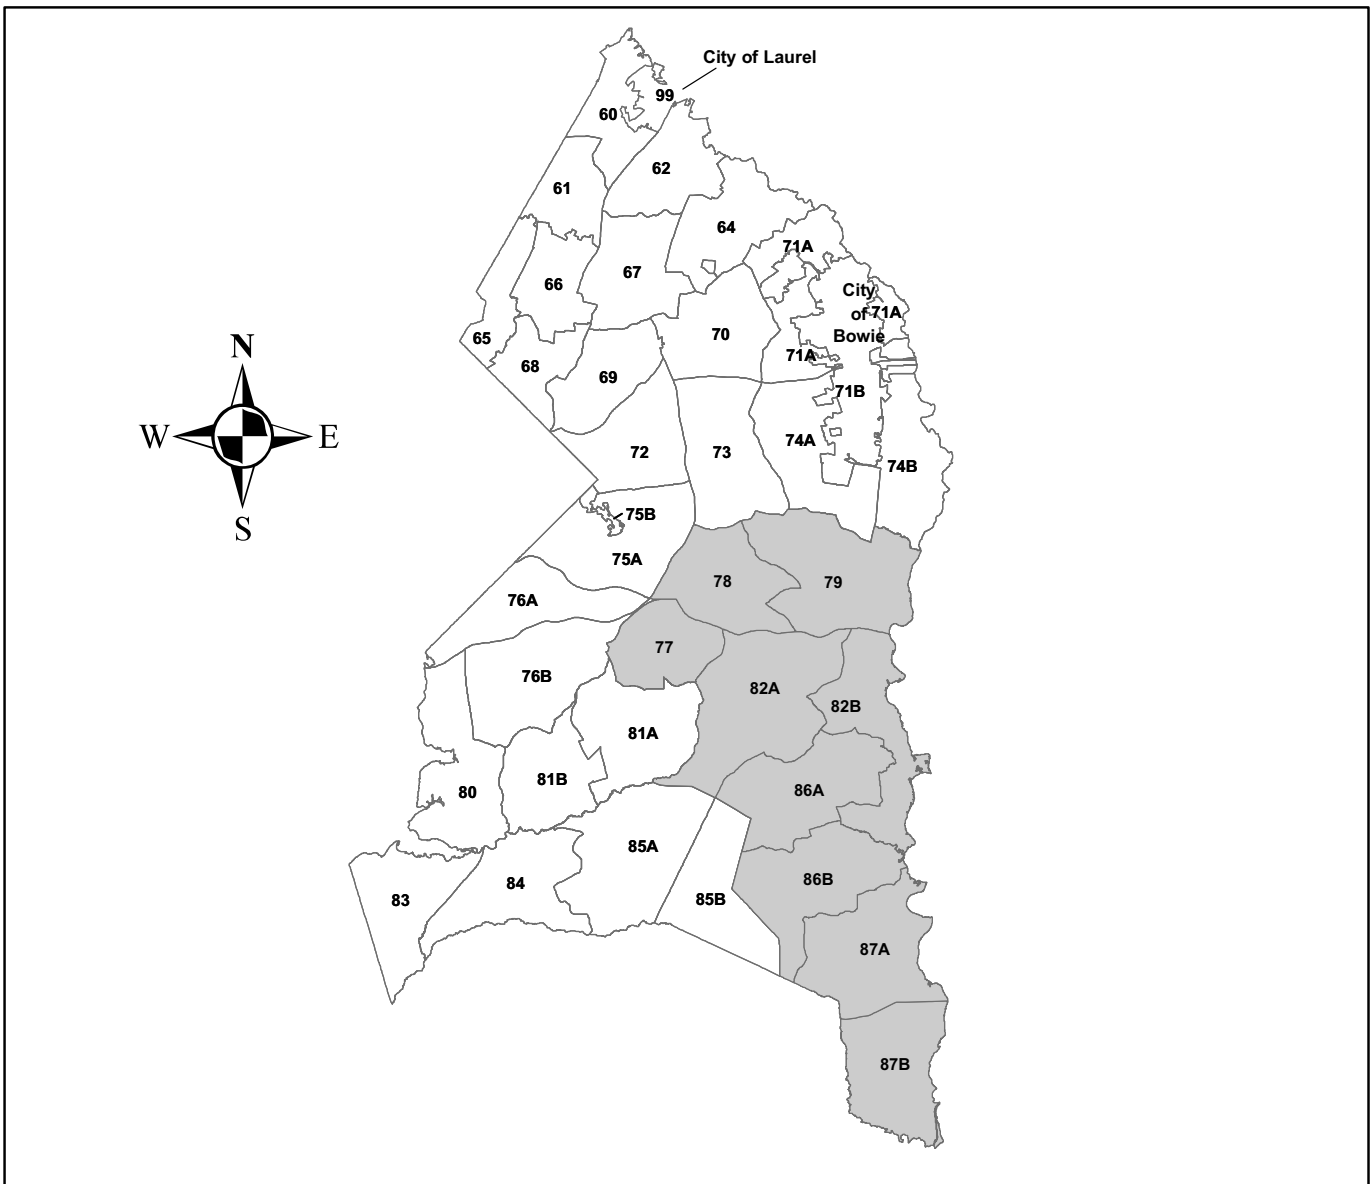 City of Laurel
99
60
62
61
64
71A
67
66
City
of
Bowie
71A
65
70
71A
68
69
71B
N
W
E
S
72
73
74A
74B
75B
75A
78
79
76A
77
76B
82A
82B
81A
81B
80
86A
85A
86B
84
83
85B
87A
87B